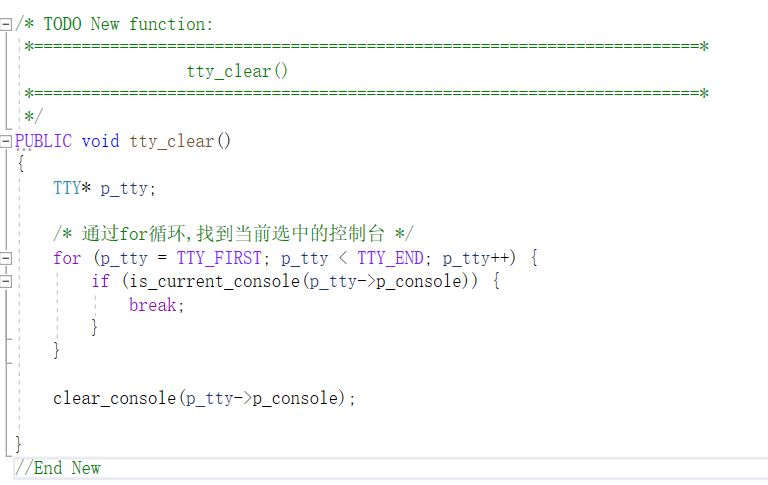 /* TODO New function:
*======================================================================*
tty_clear()
*======================================================================*
*/
PUBLIC void tty_clear()
{
TTY* p_tty;
/* 通过for循环,找到当前选中的控制台 */
for (p_tty = TTY_FIRST; p_tty < TTY_END; p_tty++) {
if (is_current_console(p_tty->p_console)) {
break;
}
}
clear_console(p_tty->p_console);
}
//End New